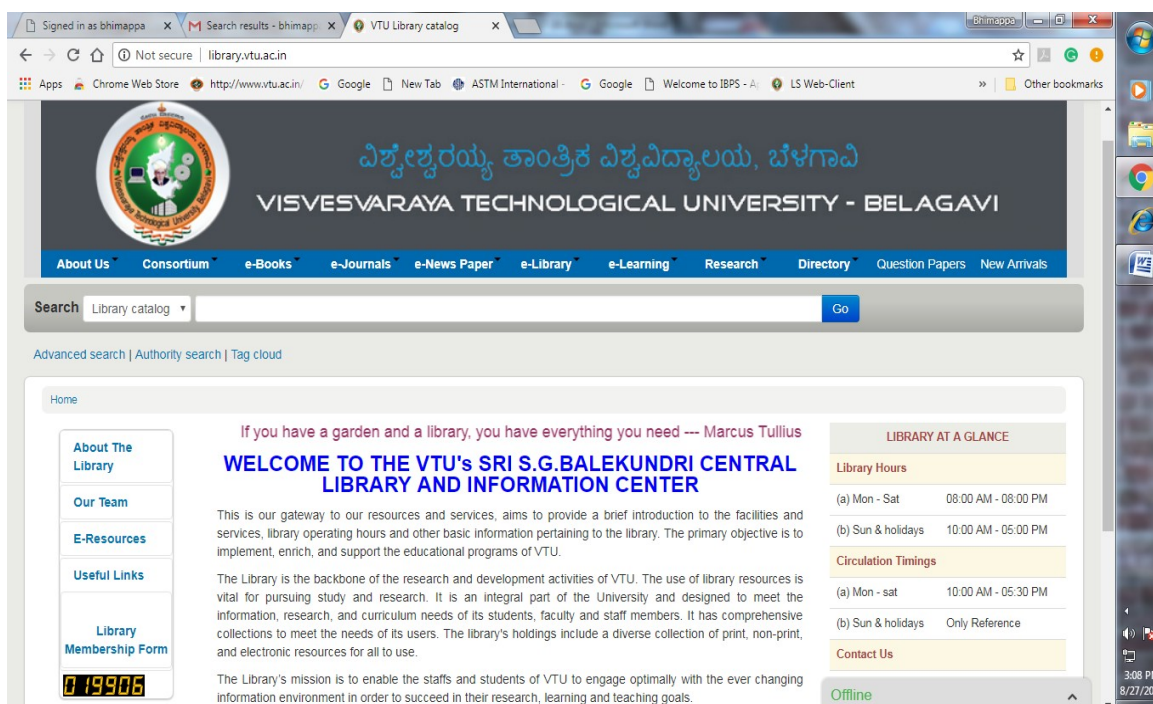 Signed in as bhimappa
Search results - bhimapp
VTU Library catalog
Bhimappa
Not secure | library.vtu.ac.in
Apps Chrome Web Store http://www.vtu.ac.in/ Google New Tab ASTM International - Google Welcome to IBPS - A LS Web-Client » Other bookmarks
ವಿಶ್ವೇಶ್ವರಯ್ಯ ತಾಂತ್ರಿಕ ವಿಶ್ವವಿದ್ಯಾಲಯ, ಬೆಳಗಾವಿ
VISVESVARAYA TECHNOLOGICAL UNIVERSITY - BELAGAVI
About Us Consortium e-Books e-Journals e-News Paper e-Library e-Learning Research Directory Question Papers New Arrivals
Search Library catalog Go
Advanced search | Authority search | Tag cloud
Home
About The
Library
Our Team
E-Resources
Useful Links
Library
Membership Form
019906
If you have a garden and a library, you have everything you need --- Marcus Tullius
WELCOME TO THE VTU's SRI S.G.BALEKUNDRI CENTRAL
LIBRARY AND INFORMATION CENTER
This is our gateway to our resources and services, aims to provide a brief introduction to the facilities and
services, library operating hours and other basic information pertaining to the library. The primary objective is to
implement, enrich, and support the educational programs of VTU.
The Library is the backbone of the research and development activities of VTU. The use of library resources is
vital for pursuing study and research. It is an integral part of the University and designed to meet the
information, research, and curriculum needs of its students, faculty and staff members. It has comprehensive
collections to meet the needs of its users. The library's holdings include a diverse collection of print, non-print,
and electronic resources for all to use.
The Library's mission is to enable the staffs and students of VTU to engage optimally with the ever changing
information environment in order to succeed in their research, learning and teaching goals.
LIBRARY AT A GLANCE
Library Hours
(a) Mon - Sat 08:00 AM - 08:00 PM
(b) Sun & holidays 10:00 AM - 05:00 PM
Circulation Timings
(a) Mon - sat 10:00 AM - 05:30 PM
(b) Sun & holidays Only Reference
Contact Us
Offline
3:08 P
8/27/20